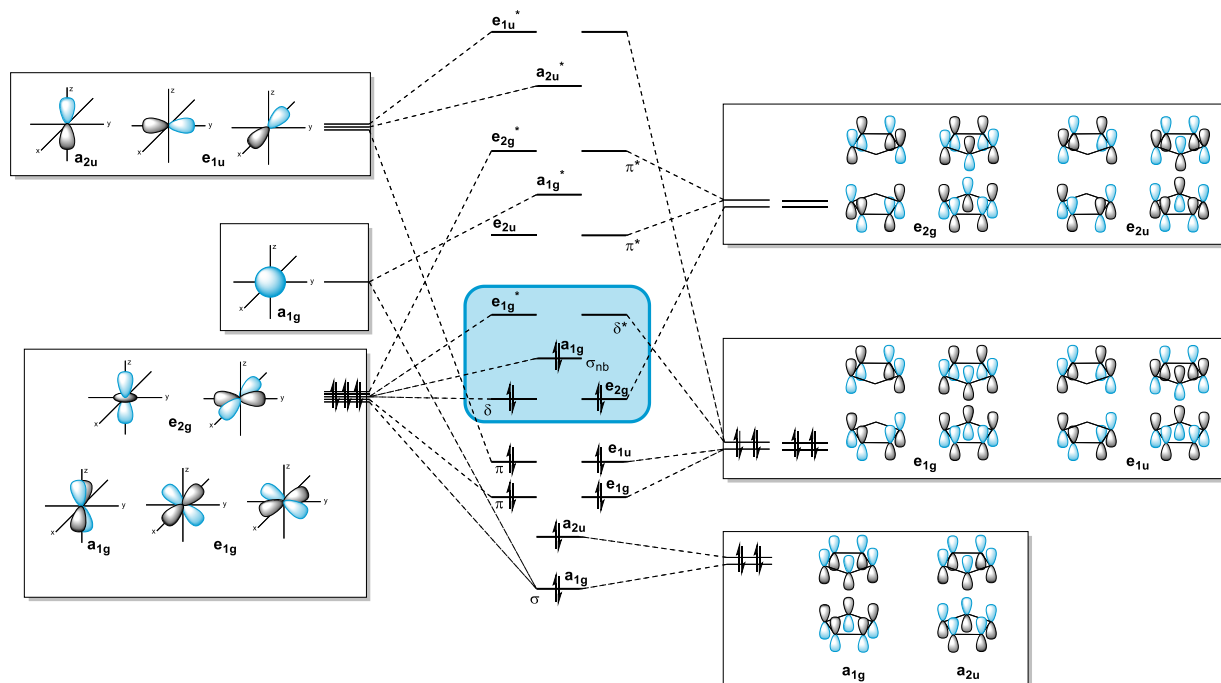 e1u*
a2u*
e2g*
π*
a1g*
e2u
π*
e1g*
δ*
a1g
σnb
e2g
δ
e1u
π
e1g
π
a2u
a1g
σ
z
y
x
a2u
z
y
x
e1u
z
y
x
z
y
x
a1g
z
y
x
z
y
x
e2g
z
y
x
a1g
z
y
x
z
y
x
e1g
e2g
e2u
e1g
e1u
a1g
a2u